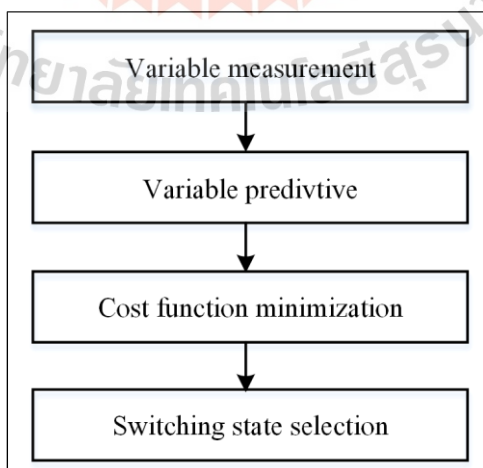 Variable measurement
Variable predivtive
Cost function minimization
Switching state selection